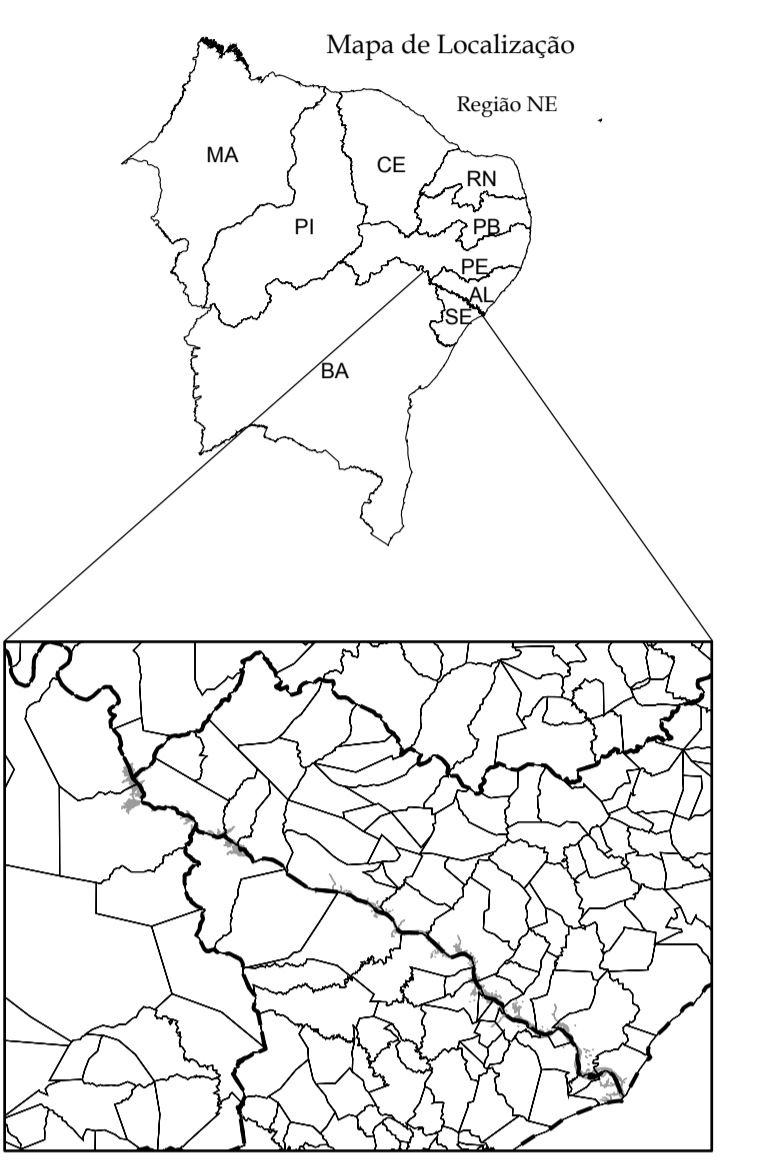 Mapa de Localização
Região NE
MA
CE
RN
PI
PB
PE
AL
SE
BA